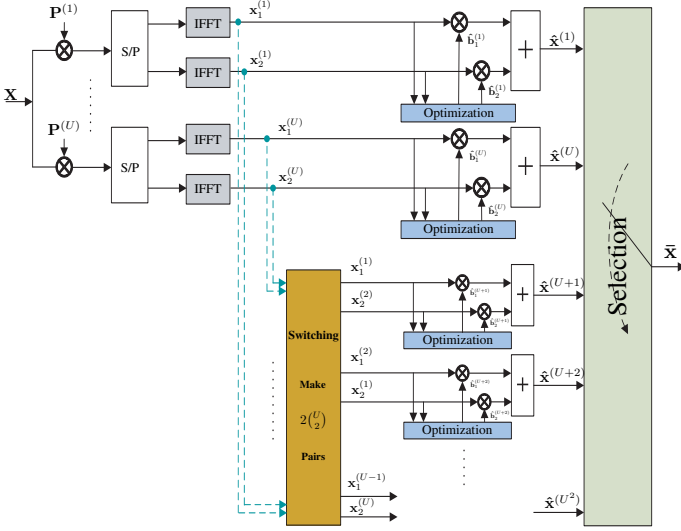 P^{(1)}
P^{(U)}
X
P^{(U)}
S/P
S/P
IFFT
IFFT
IFFT
IFFT
x_1^{(1)}
x_2^{(1)}
x_1^{(U)}
x_2^{(U)}
b̂_1^{(1)}
b̂_2^{(1)}
Optimization
+
x̂^{(1)}
b̂_1^{(U)}
b̂_2^{(U)}
Optimization
+
x̂^{(U)}
Switching
Make
2\binom{U}{2}
Pairs
x_1^{(1)}
x_2^{(2)}
b̂_1^{(U+1)}
b̂_2^{(U+1)}
Optimization
+
x̂^{(U+1)}
x_1^{(2)}
x_2^{(1)}
b̂_1^{(U+2)}
b̂_2^{(U+2)}
Optimization
+
x̂^{(U+2)}
x_1^{(U-1)}
x_2^{(U)}
x̂^{(U^2)}
Selection
x̄